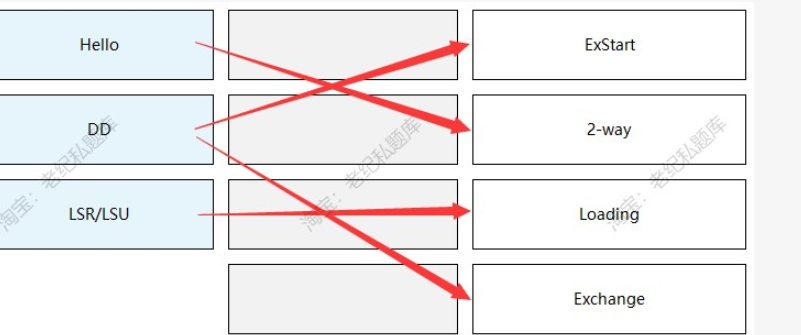 Hello
ExStart
DD
2-way
LSR/LSU
Loading
Exchange
淘宝：老纪私题库
淘宝：老纪私题库
淘宝：老纪私题库